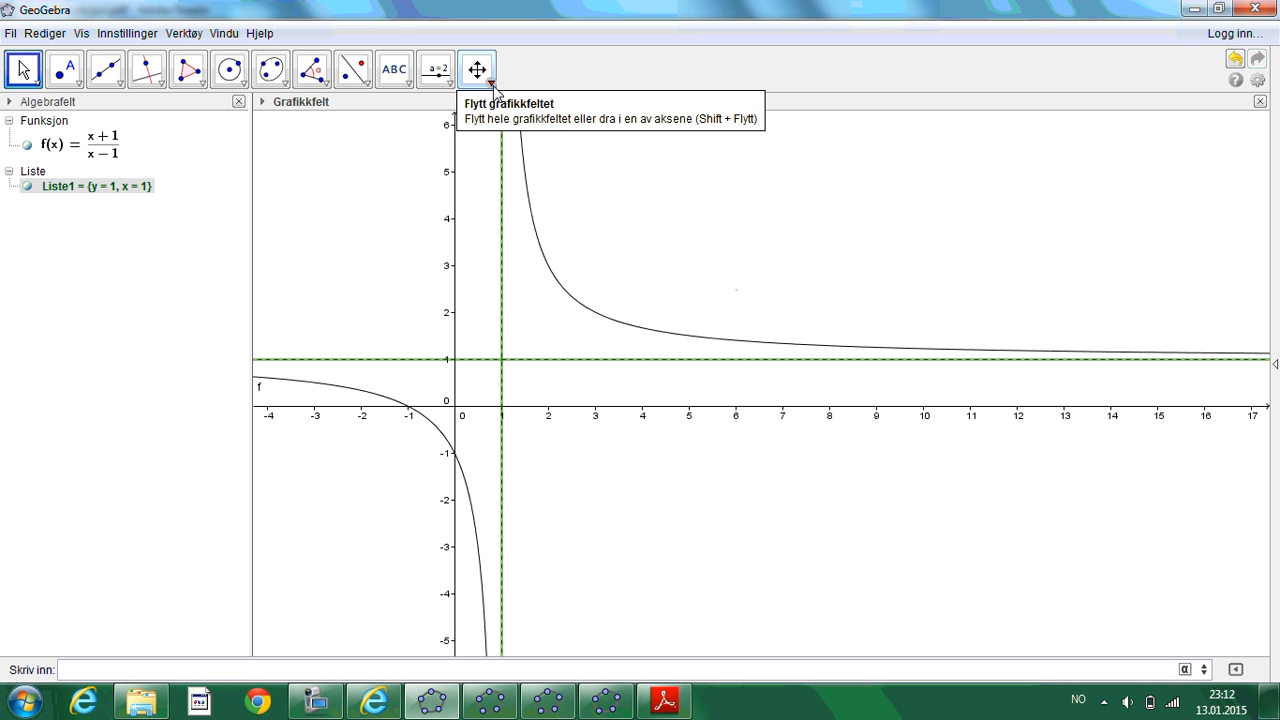 GeoGebra
Fil Rediger Vis Innstillinger Verktøy Vindu Hjelp Logg inn...
A ABC a = 2
Algebrafelt
Grafikkfelt
Flytt grafikkfeltet
Flytt hele grafikkfeltet eller dra i en av aksene (Shift + Flytt)
Funksjon
f(x) = (x + 1)/(x − 1)
Liste
Liste1 = {y = 1, x = 1}
6
5
4
3
2
1
0
-1
-2
-3
-4
-5
f
-4 -3 -2 -1 0 1 2 3 4 5 6 7 8 9 10 11 12 13 14 15 16 17
Skriv inn: α
NO 23:12
13.01.2015